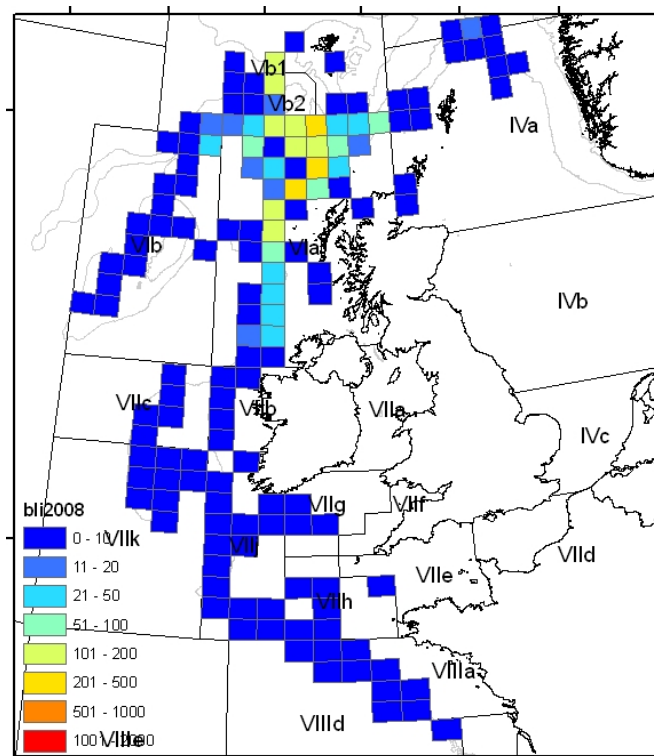 Vb1
Vb2
IVa
VIb
VIa
IVb
VIIc
VIIb
VIIa
IVc
bli2008
VIIg
VIIf
0 - 10
VIIk
VIIj
VIId
11 - 20
VIIe
21 - 50
VIIh
51 - 100
101 - 200
VIIIa
201 - 500
VIIId
501 - 1000
VIIIe